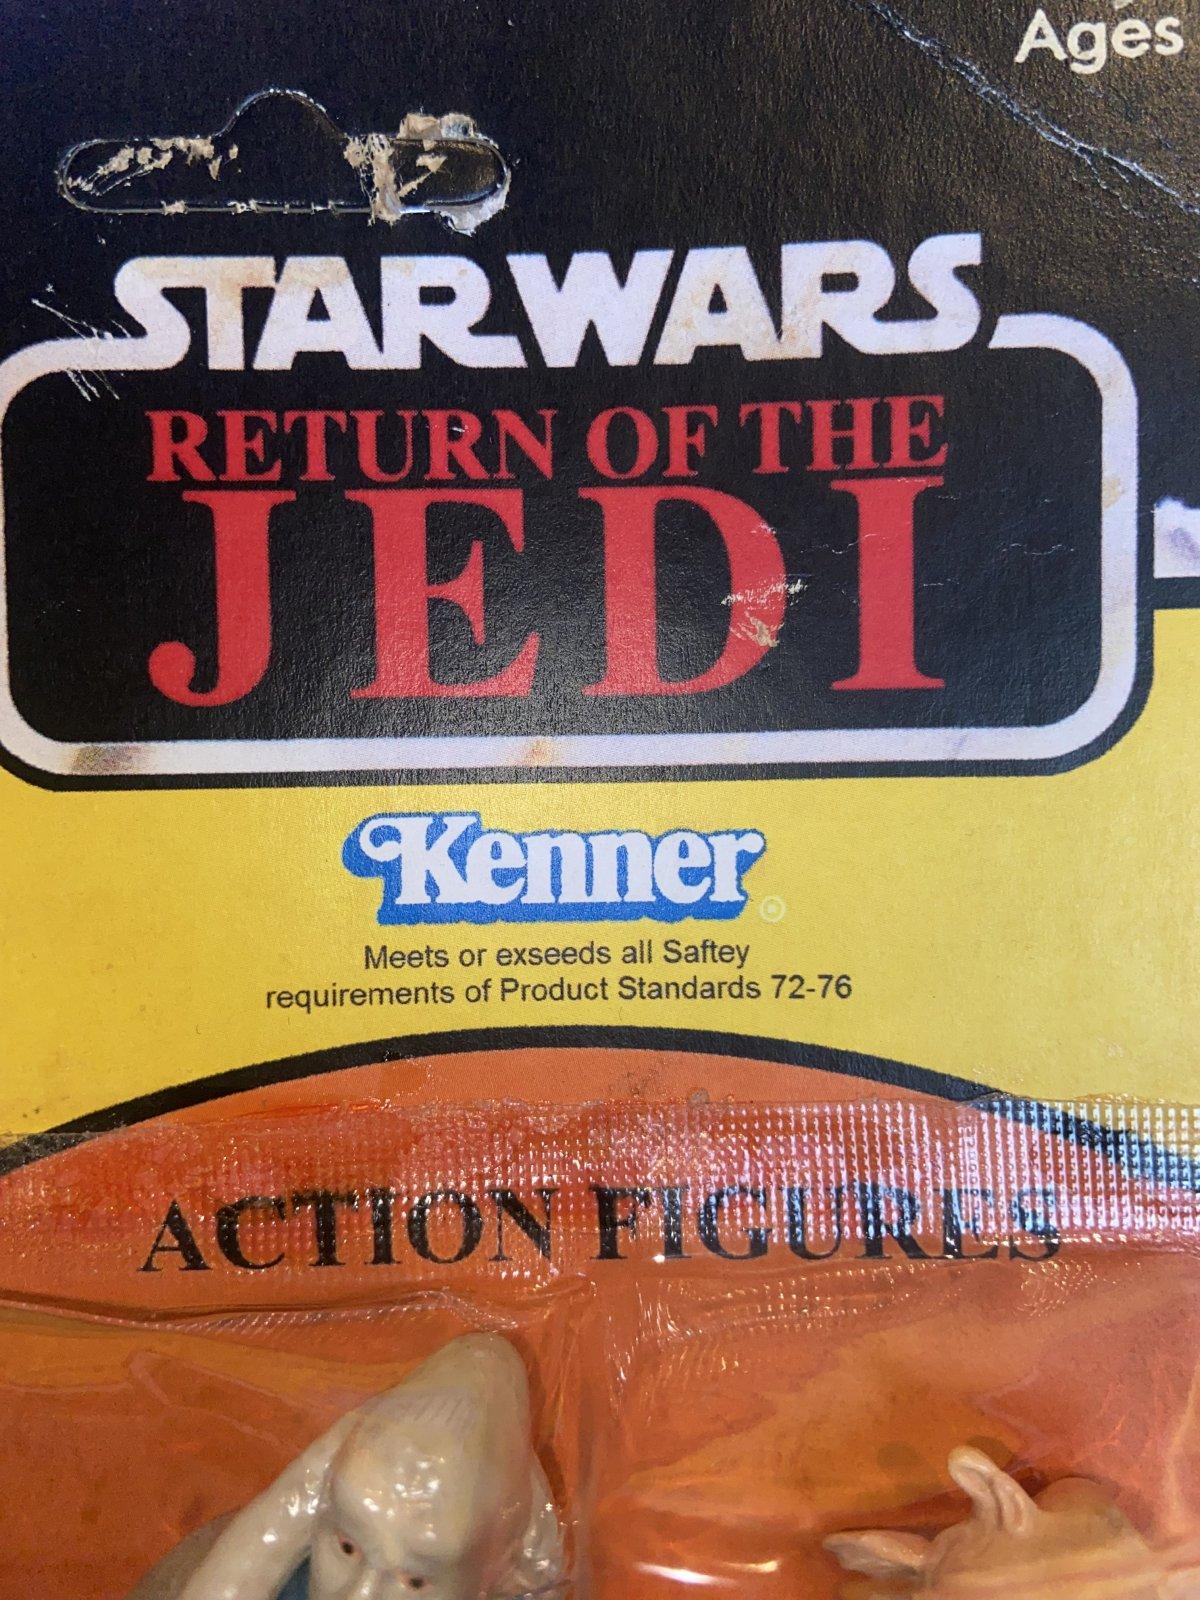 Ages
STAR WARS
RETURN OF THE
JEDI
Kenner
Meets or exseeds all Saftey
requirements of Product Standards 72-76
ACTION FIGURES